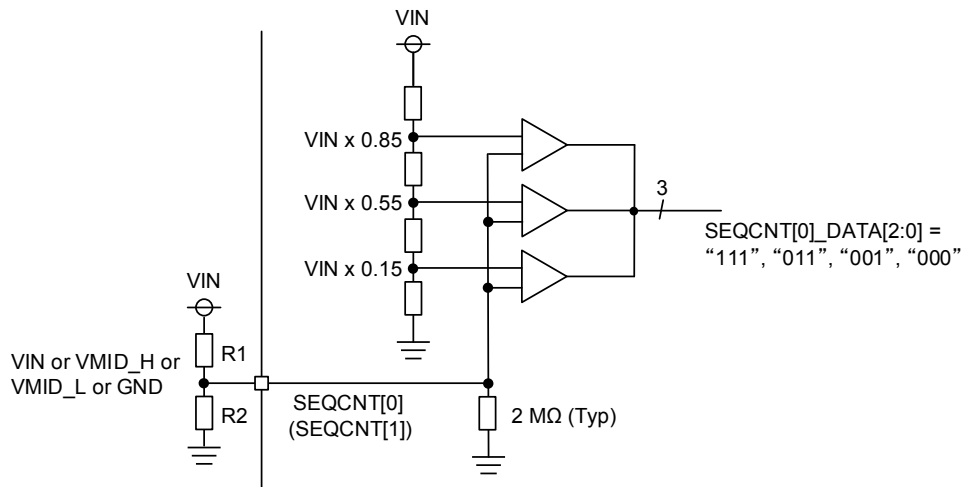 VIN
VIN x 0.85
VIN x 0.55
VIN x 0.15
3
SEQCNT[0]_DATA[2:0] =
“111”, “011”, “001”, “000”
VIN
R1
VIN or VMID_H or
VMID_L or GND
R2
SEQCNT[0]
(SEQCNT[1])
2 MΩ (Typ)